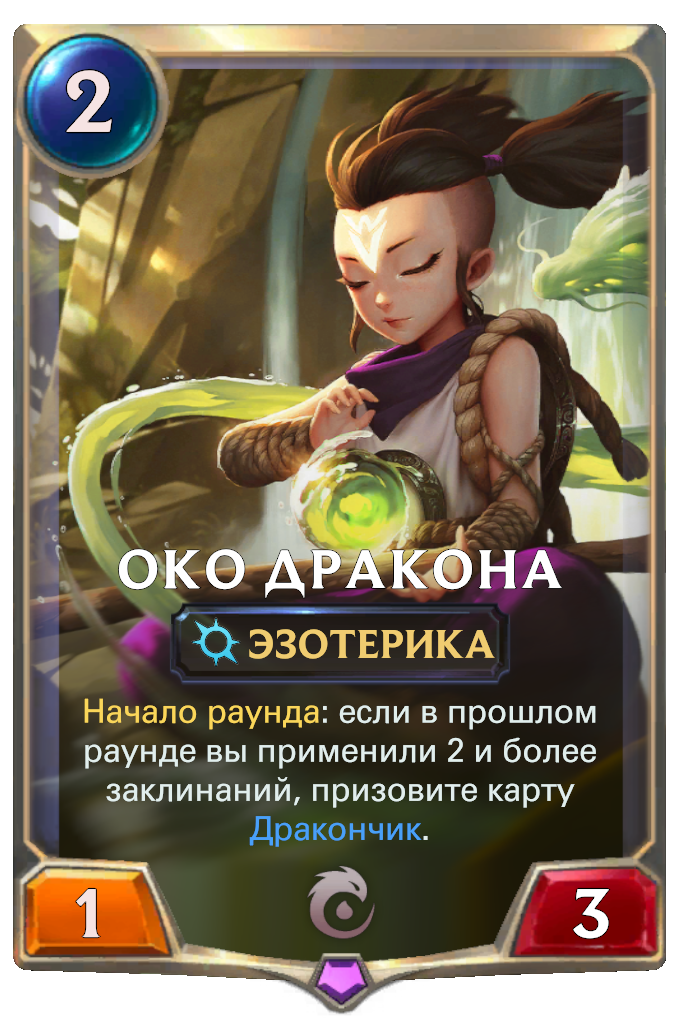 2
ОКО ДРАКОНА
ЭЗОТЕРИКА
Начало раунда: если в прошлом
раунде вы применили 2 и более
заклинаний, призовите карту
Дракончик.
1
3